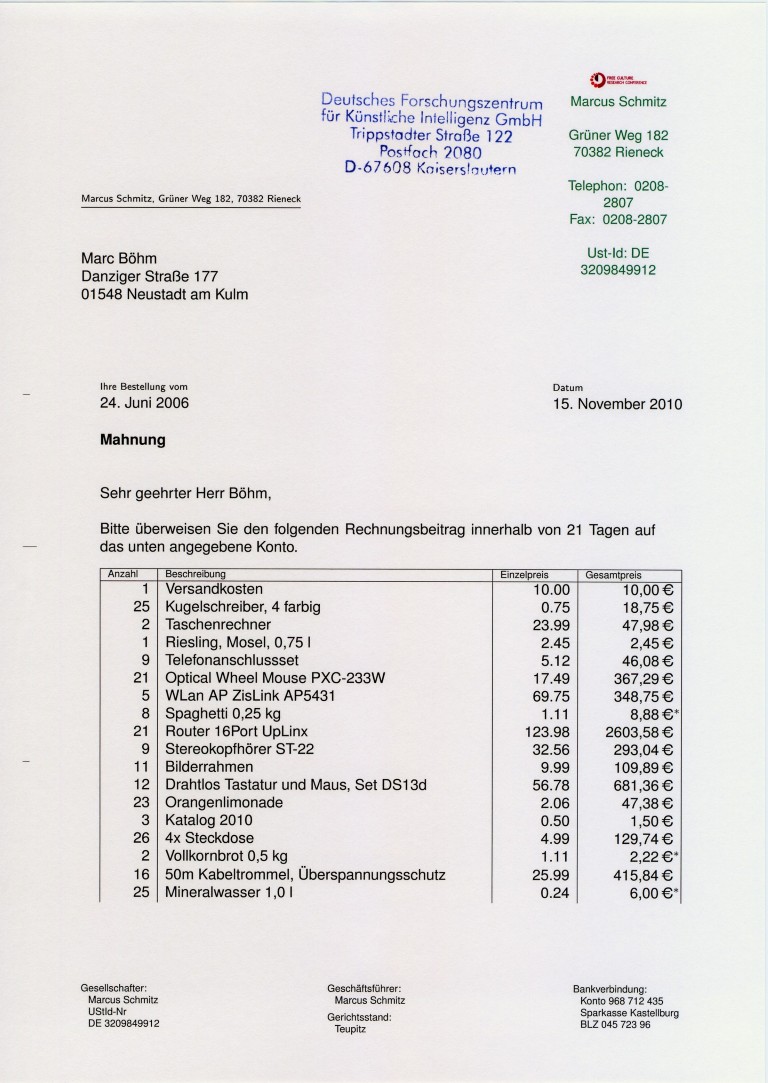 FREE CULTURE
RESEARCH CONFERENCE
Deutsches Forschungszentrum
für Künstliche Intelligenz GmbH
Trippstadter Straße 122
Postfach 2080
D-67608 Kaiserslautern
Marcus Schmitz
Grüner Weg 182
70382 Rieneck
Telephon: 0208-
2807
Fax: 0208-2807
Ust-Id: DE
3209849912
Marcus Schmitz, Grüner Weg 182, 70382 Rieneck
Marc Böhm
Danziger Straße 177
01548 Neustadt am Kulm
Ihre Bestellung vom
24. Juni 2006
Datum
15. November 2010
Mahnung
Sehr geehrter Herr Böhm,
Bitte überweisen Sie den folgenden Rechnungsbeitrag innerhalb von 21 Tagen auf
das unten angegebene Konto.
Anzahl Beschreibung Einzelpreis Gesamtpreis
1 Versandkosten 10.00 10,00 €
25 Kugelschreiber, 4 farbig 0.75 18,75 €
2 Taschenrechner 23.99 47,98 €
1 Riesling, Mosel, 0,75 l 2.45 2,45 €
9 Telefonanschlussset 5.12 46,08 €
21 Optical Wheel Mouse PXC-233W 17.49 367,29 €
5 WLan AP ZisLink AP5431 69.75 348,75 €
8 Spaghetti 0,25 kg 1.11 8,88 €*
21 Router 16Port UpLinx 123.98 2603,58 €
9 Stereokopfhörer ST-22 32.56 293,04 €
11 Bilderrahmen 9.99 109,89 €
12 Drahtlos Tastatur und Maus, Set DS13d 56.78 681,36 €
23 Orangenlimonade 2.06 47,38 €
3 Katalog 2010 0.50 1,50 €
26 4x Steckdose 4.99 129,74 €
2 Vollkornbrot 0,5 kg 1.11 2,22 €*
16 50m Kabeltrommel, Überspannungsschutz 25.99 415,84 €
25 Mineralwasser 1,0 l 0.24 6,00 €*
Gesellschafter:
Marcus Schmitz
UStId-Nr
DE 3209849912
Geschäftsführer:
Marcus Schmitz
Gerichtsstand:
Teupitz
Bankverbindung:
Konto 968 712 435
Sparkasse Kastellburg
BLZ 045 723 96